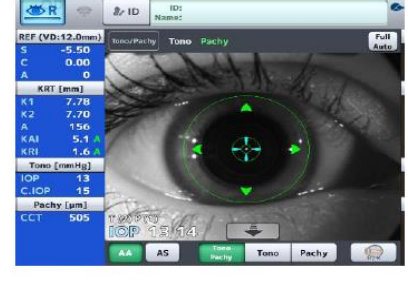 R ID ID:
Name:
REF (VD:12.0mm)
S -5.50
C 0.00
A 0
KRT [mm]
K1 7.78
K2 7.70
A 156
KAI 5.1 A
KRI 1.6 A
Tono [mmHg]
IOP 13
C.IOP 15
Pachy [µm]
CCT 505
Tono/Pachy Tono Pachy Full
Auto
IOP 13 14
AA AS Tono
Pachy Tono Pachy